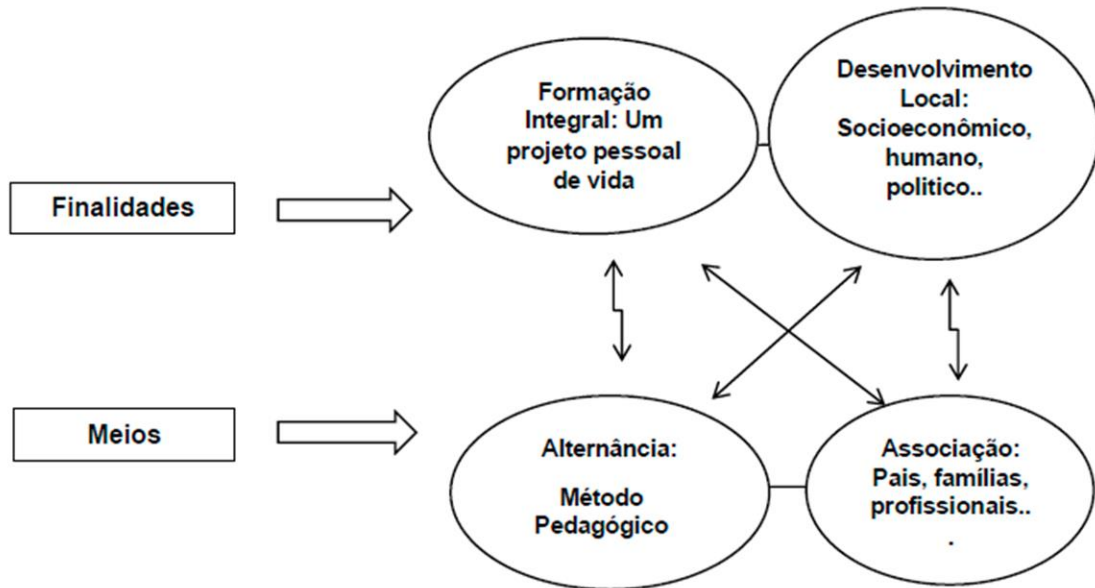 Finalidades
Formação
Integral: Um
projeto pessoal
de vida
Desenvolvimento
Local:
Socioeconômico,
humano,
politico..
Meios
Alternância:
Método
Pedagógico
Associação:
Pais, famílias,
profissionais..
.